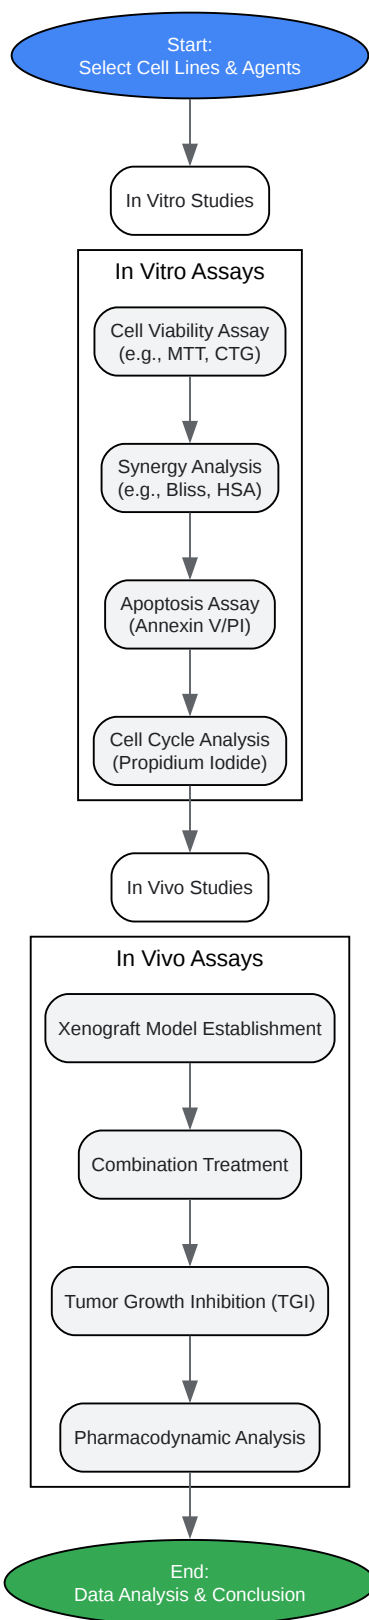 Start:
Select Cell Lines & Agents
In Vitro Studies
In Vitro Assays
Cell Viability Assay
(e.g., MTT, CTG)
Synergy Analysis
(e.g., Bliss, HSA)
Apoptosis Assay
(Annexin V/PI)
Cell Cycle Analysis
(Propidium Iodide)
In Vivo Studies
In Vivo Assays
Xenograft Model Establishment
Combination Treatment
Tumor Growth Inhibition (TGI)
Pharmacodynamic Analysis
End:
Data Analysis & Conclusion